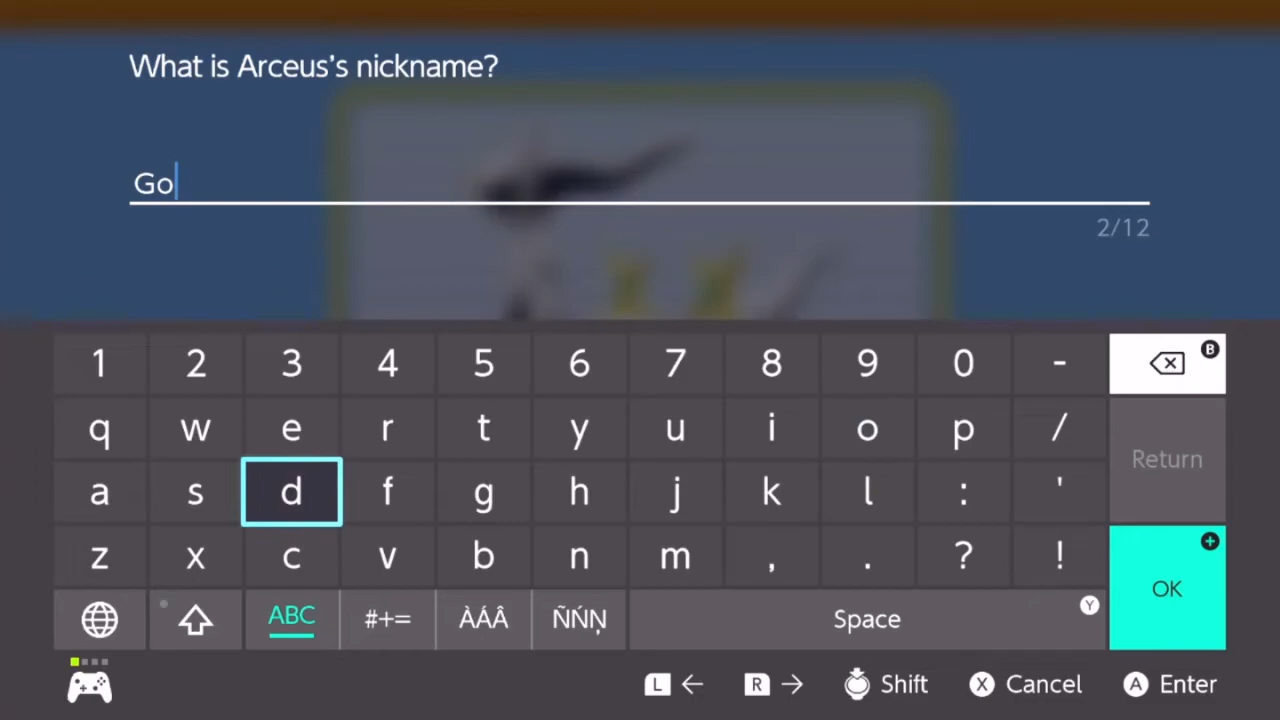 What is Arceus's nickname?
Go
2/12
1 2 3 4 5 6 7 8 9 0 -
B
q w e r t y u i o p /
Return
a s d f g h j k l : '
z x c v b n m , . ? !
+
OK
ABC #+= ÀÁÂ ÑŃŅ Space Y
L ← R → Shift X Cancel A Enter